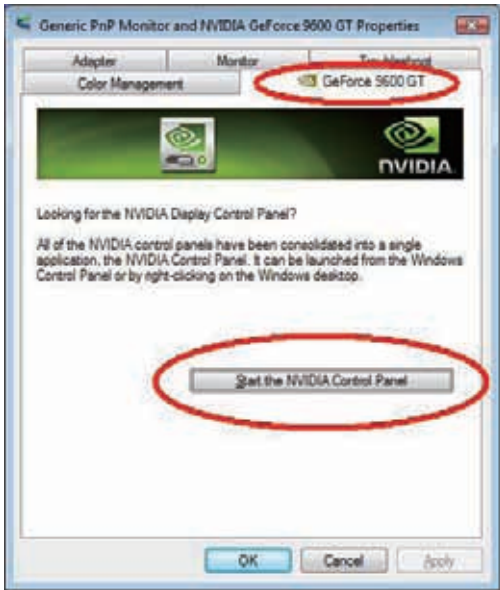 Generic PnP Monitor and NVIDIA GeForce 9600 GT Properties
Adapter Monitor Troubleshoot
Color Management GeForce 9600 GT
NVIDIA
Looking for the NVIDIA Display Control Panel?
All of the NVIDIA control panels have been consolidated into a single
application, the NVIDIA Control Panel. It can be launched from the Windows
Control Panel or by right-clicking on the Windows desktop.
Start the NVIDIA Control Panel
OK Cancel Apply